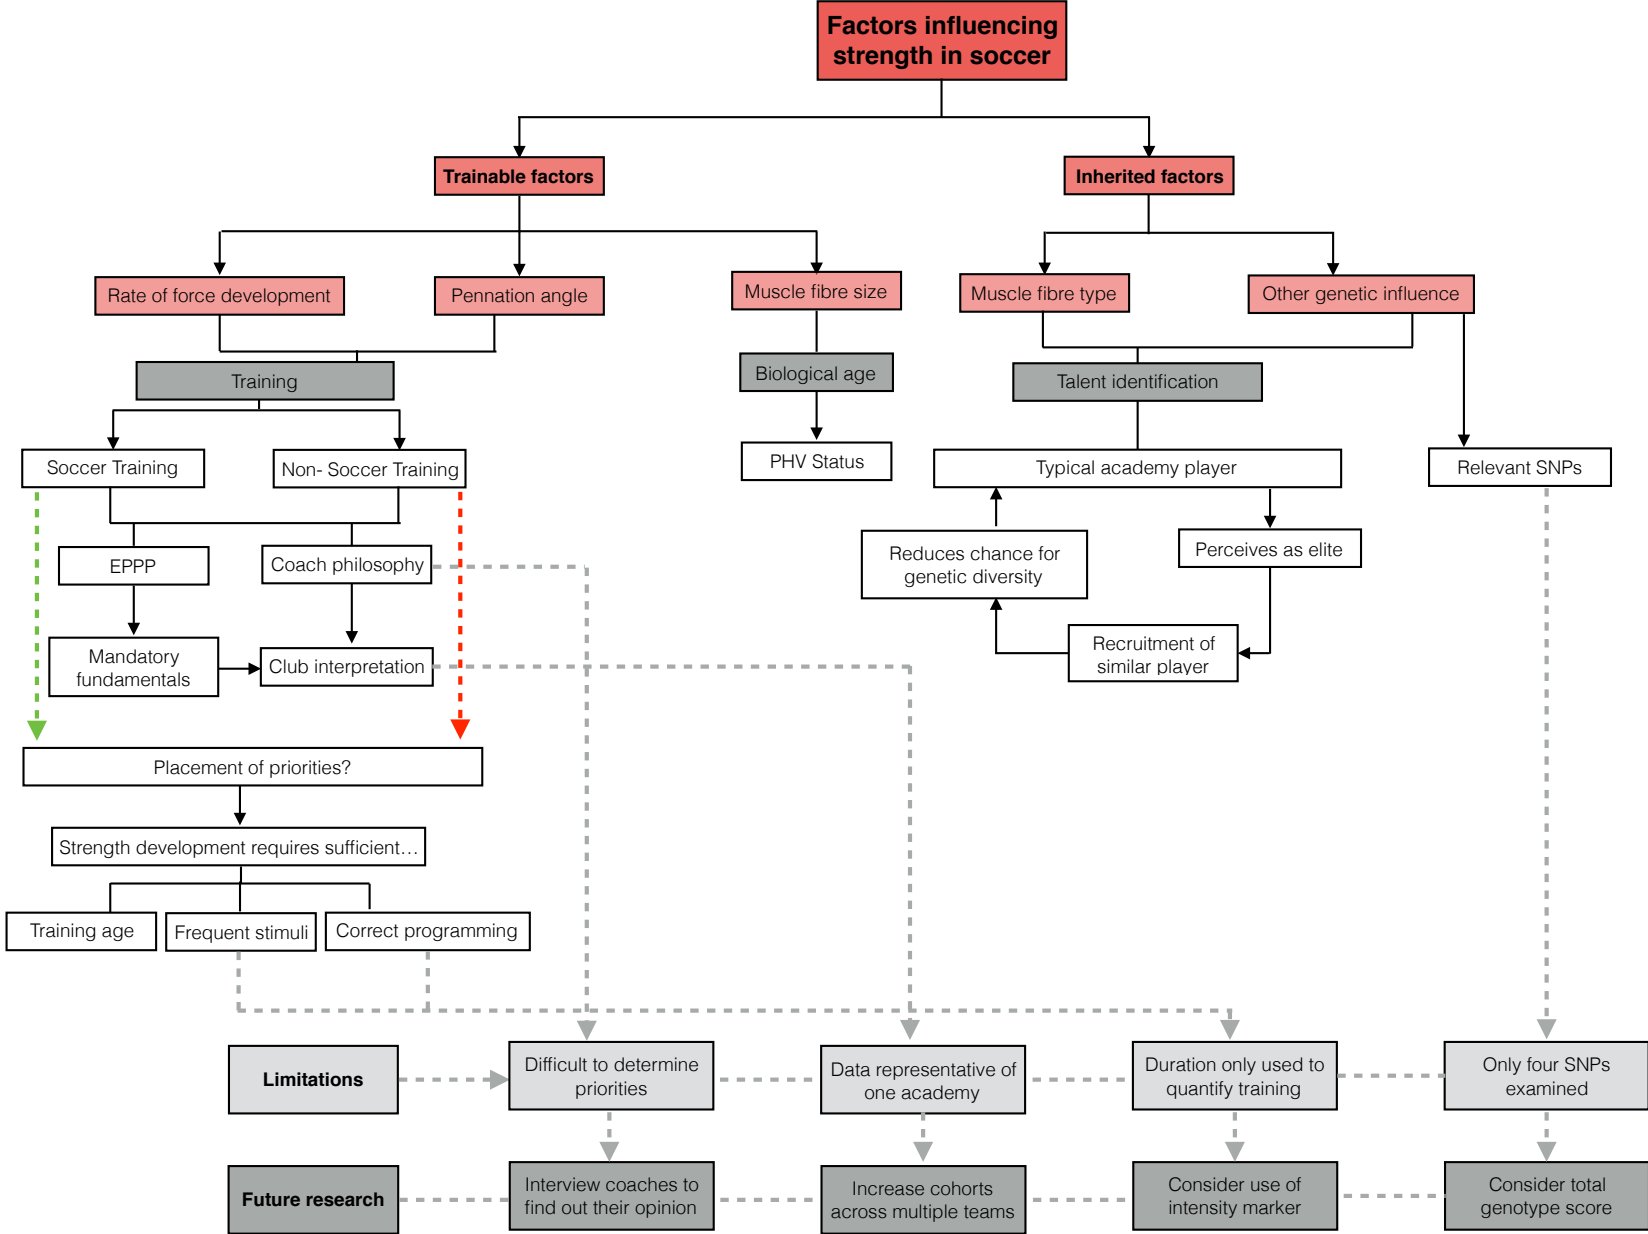 Factors influencing
strength in soccer
Trainable factors
Inherited factors
Rate of force development
Pennation angle
Muscle fibre size
Muscle fibre type
Other genetic influence
Training
Biological age
Talent identification
Soccer Training
Non- Soccer Training
PHV Status
Typical academy player
Relevant SNPs
EPPP
Coach philosophy
Reduces chance for
genetic diversity
Perceives as elite
Mandatory
fundamentals
Club interpretation
Recruitment of
similar player
Placement of priorities?
Strength development requires sufficient…
Training age
Frequent stimuli
Correct programming
Limitations
Difficult to determine
priorities
Data representative of
one academy
Duration only used to
quantify training
Only four SNPs
examined
Future research
Interview coaches to
find out their opinion
Increase cohorts
across multiple teams
Consider use of
intensity marker
Consider total
genotype score